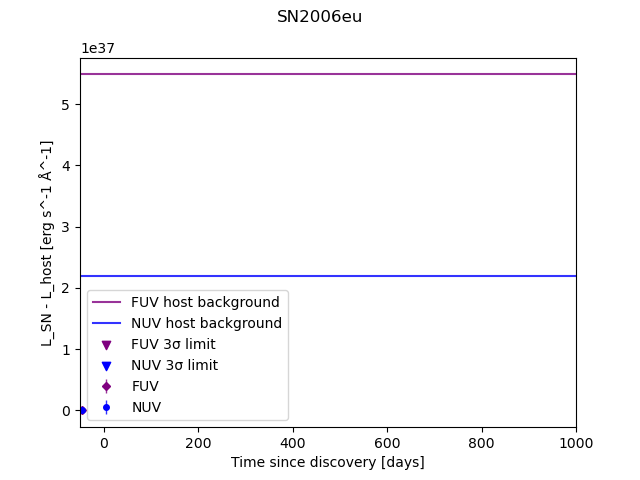 SN2006eu
1e37
5
4
3
2
1
0
L_SN - L_host [erg s^-1 Å^-1]
FUV host background
NUV host background
FUV 3σ limit
NUV 3σ limit
FUV
NUV
0 200 400 600 800 1000
Time since discovery [days]